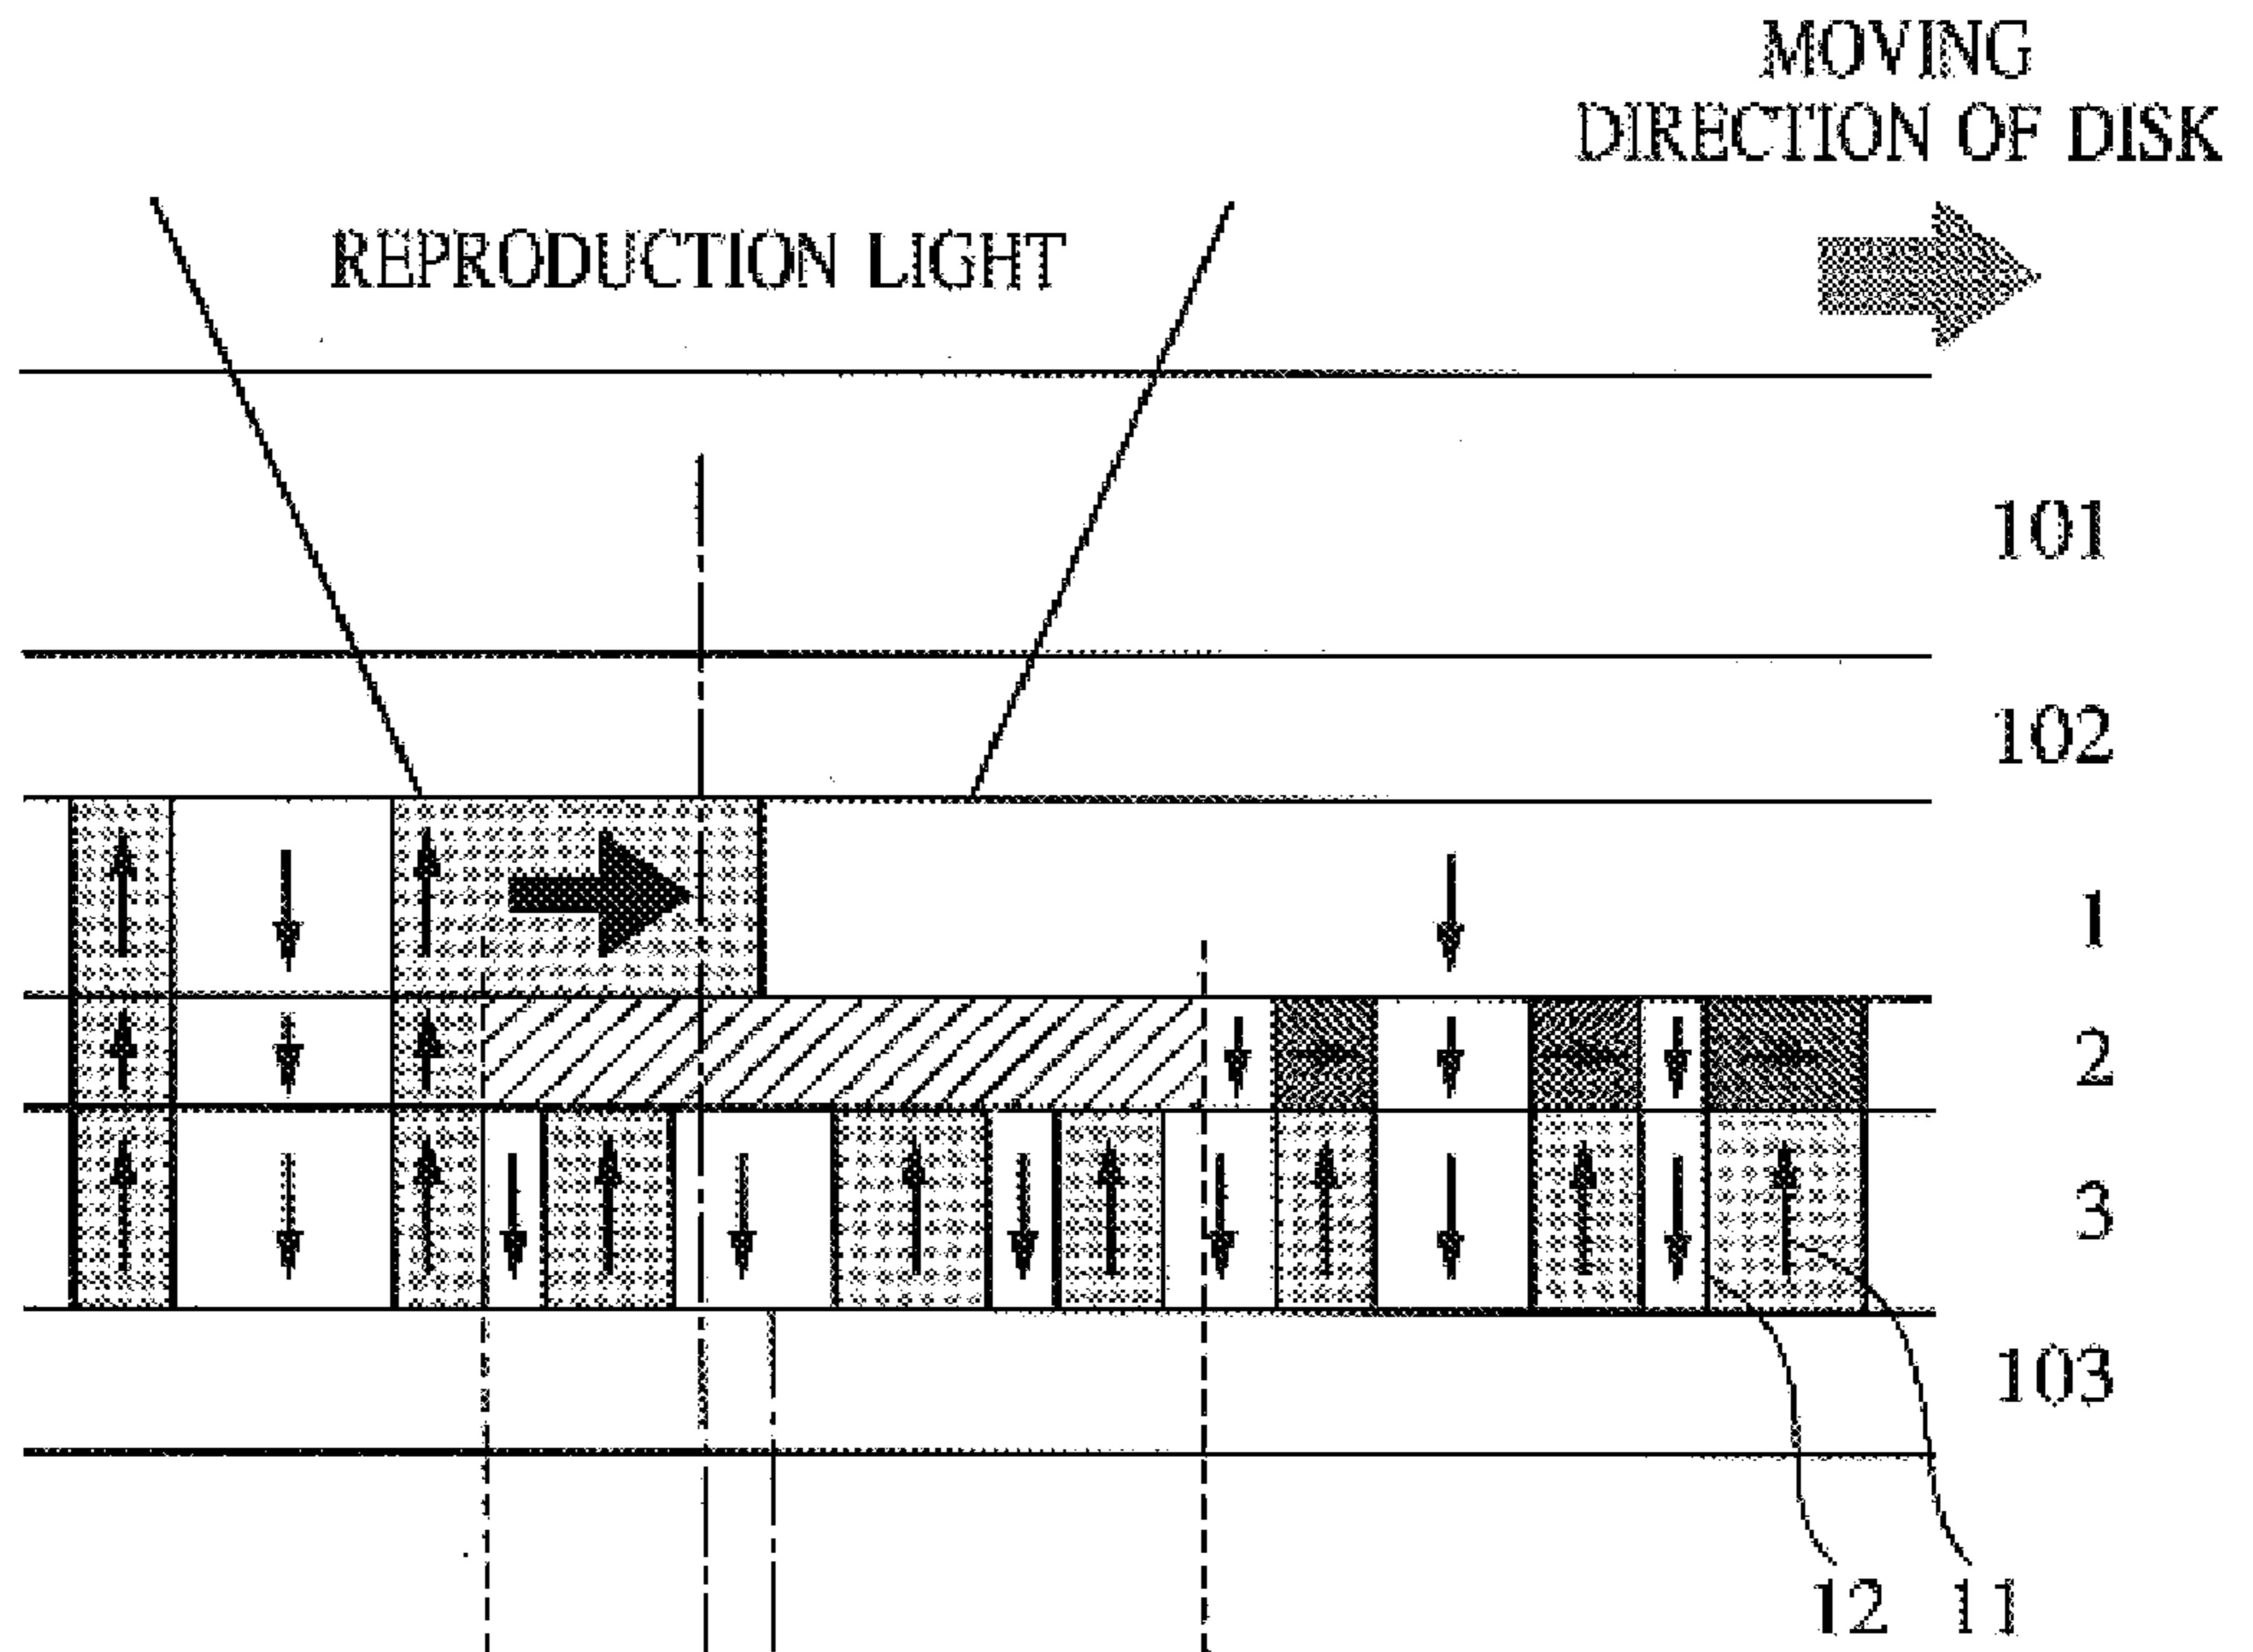 MOVING
DIRECTION OF DISK
REPRODUCTION LIGHT
101
102
1
2
3
103
12 11